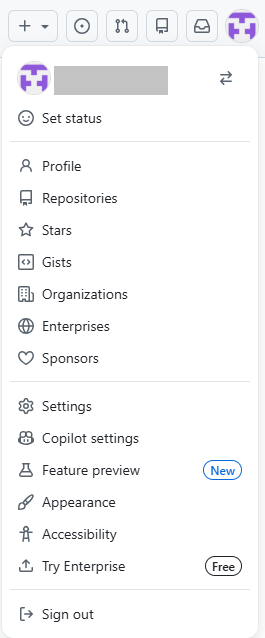 Set status
Profile
Repositories
Stars
Gists
Organizations
Enterprises
Sponsors
Settings
Copilot settings
Feature preview New
Appearance
Accessibility
Try Enterprise Free
Sign out